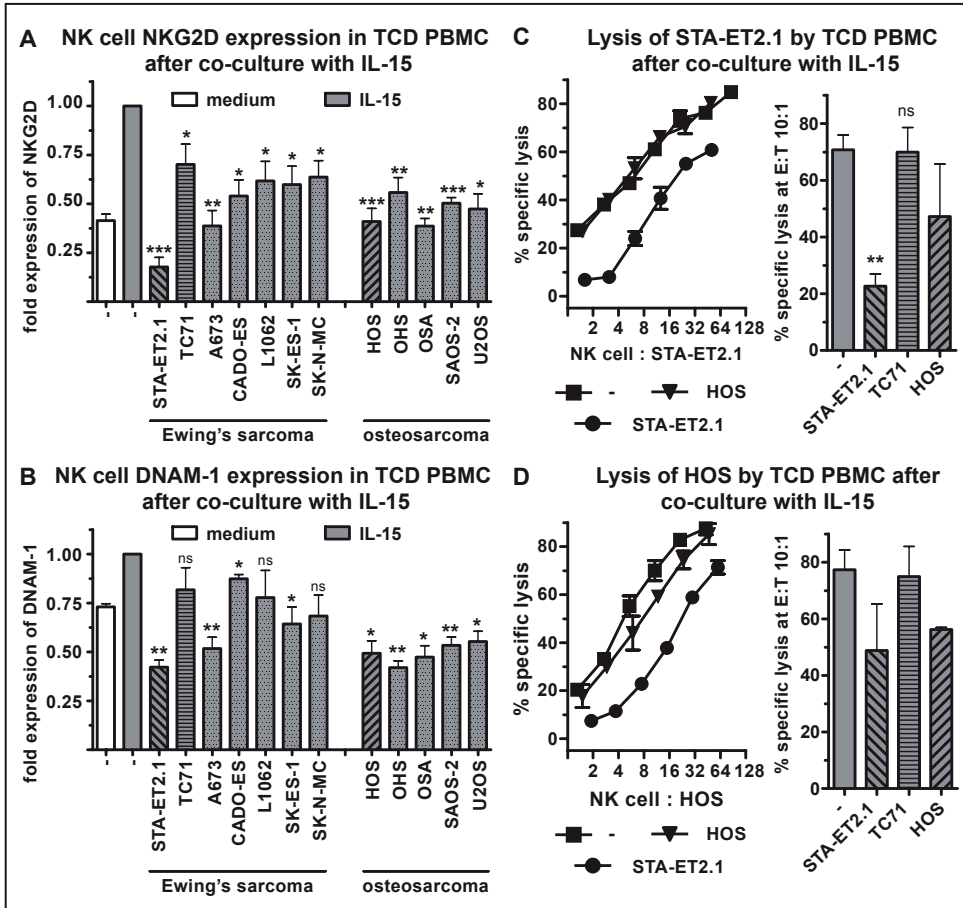 A NK cell NKG2D expression in TCD PBMC
after co-culture with IL-15
medium IL-15
fold expression of NKG2D
1.00
0.75
0.50
0.25
*** * ** * * * * *** ** ** *** *
- - STA-ET2.1 TC71 A673 CADO-ES L1062 SK-ES-1 SK-N-MC HOS OHS OSA SAOS-2 U2OS
Ewing's sarcoma osteosarcoma
B NK cell DNAM-1 expression in TCD PBMC
after co-culture with IL-15
medium IL-15
fold expression of DNAM-1
1.00
0.75
0.50
0.25
** ns ** * ns * ns * ** * ** *
- - STA-ET2.1 TC71 A673 CADO-ES L1062 SK-ES-1 SK-N-MC HOS OHS OSA SAOS-2 U2OS
Ewing's sarcoma osteosarcoma
C Lysis of STA-ET2.1 by TCD PBMC
after co-culture with IL-15
% specific lysis
80
60
40
20
0
2 4 8 16 32 64 128
NK cell : STA-ET2.1
- HOS
STA-ET2.1
% specific lysis at E:T 10:1
80
60
40
20
0
** ns
- STA-ET2.1 TC71 HOS
D Lysis of HOS by TCD PBMC after
co-culture with IL-15
% specific lysis
80
60
40
20
0
2 4 8 16 32 64 128
NK cell : HOS
- HOS
STA-ET2.1
% specific lysis at E:T 10:1
80
60
40
20
0
- STA-ET2.1 TC71 HOS